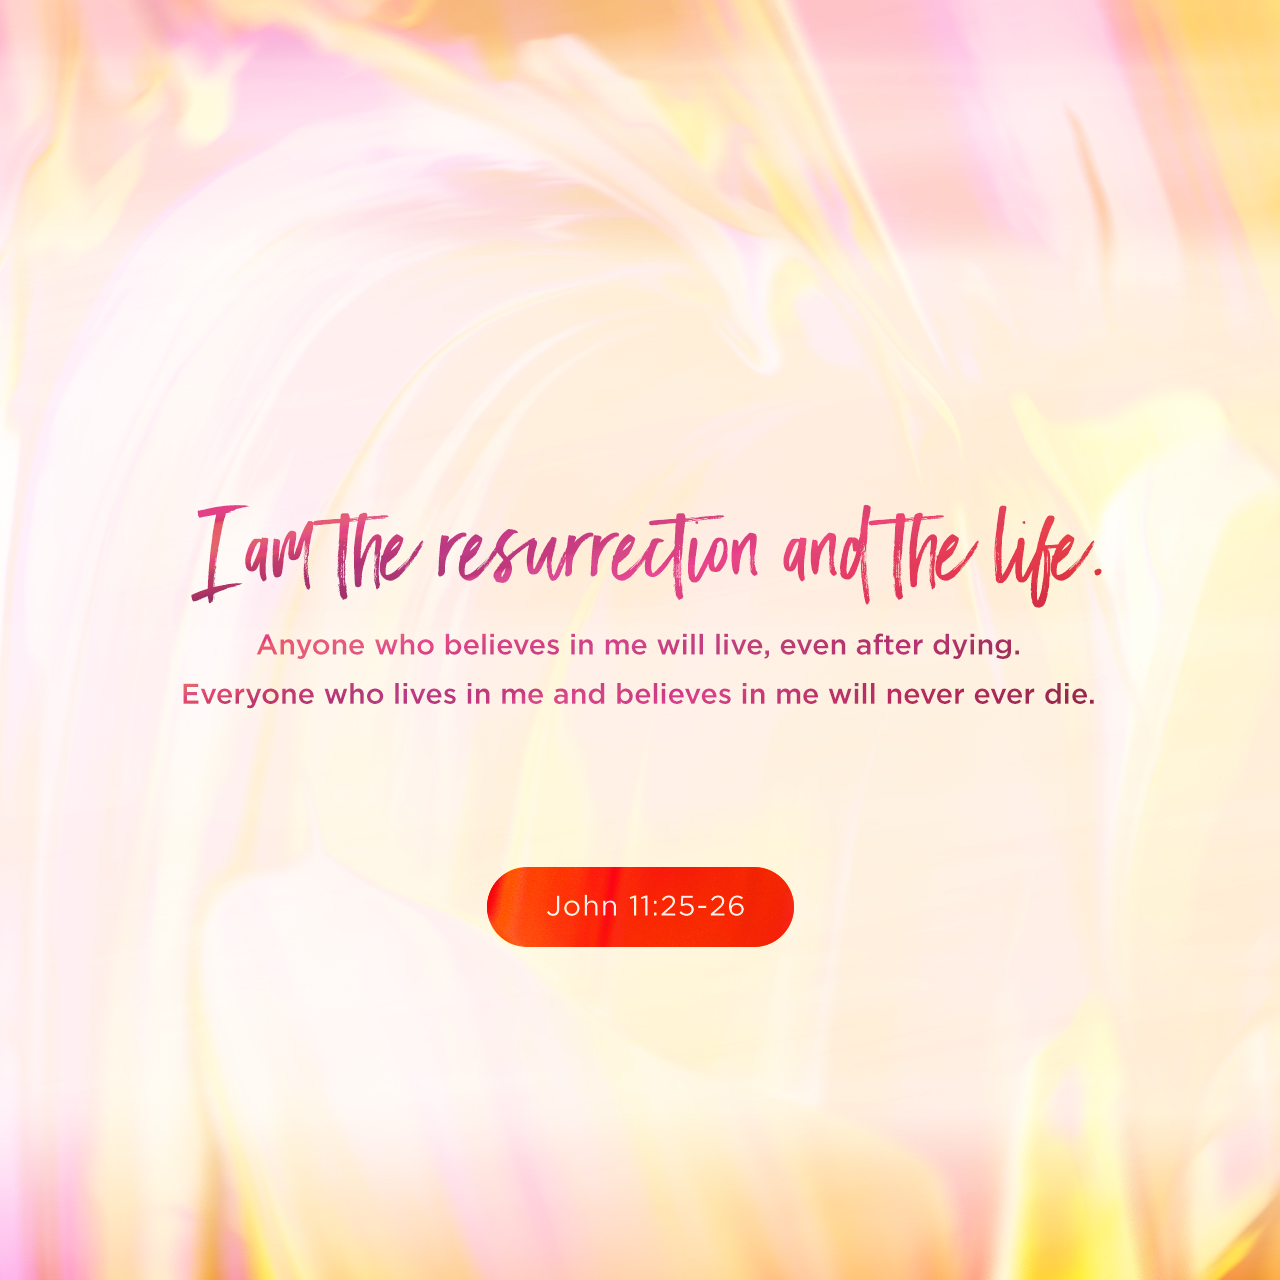 I am the resurrection and the life.
Anyone who believes in me will live, even after dying.
Everyone who lives in me and believes in me will never ever die.
John 11:25-26